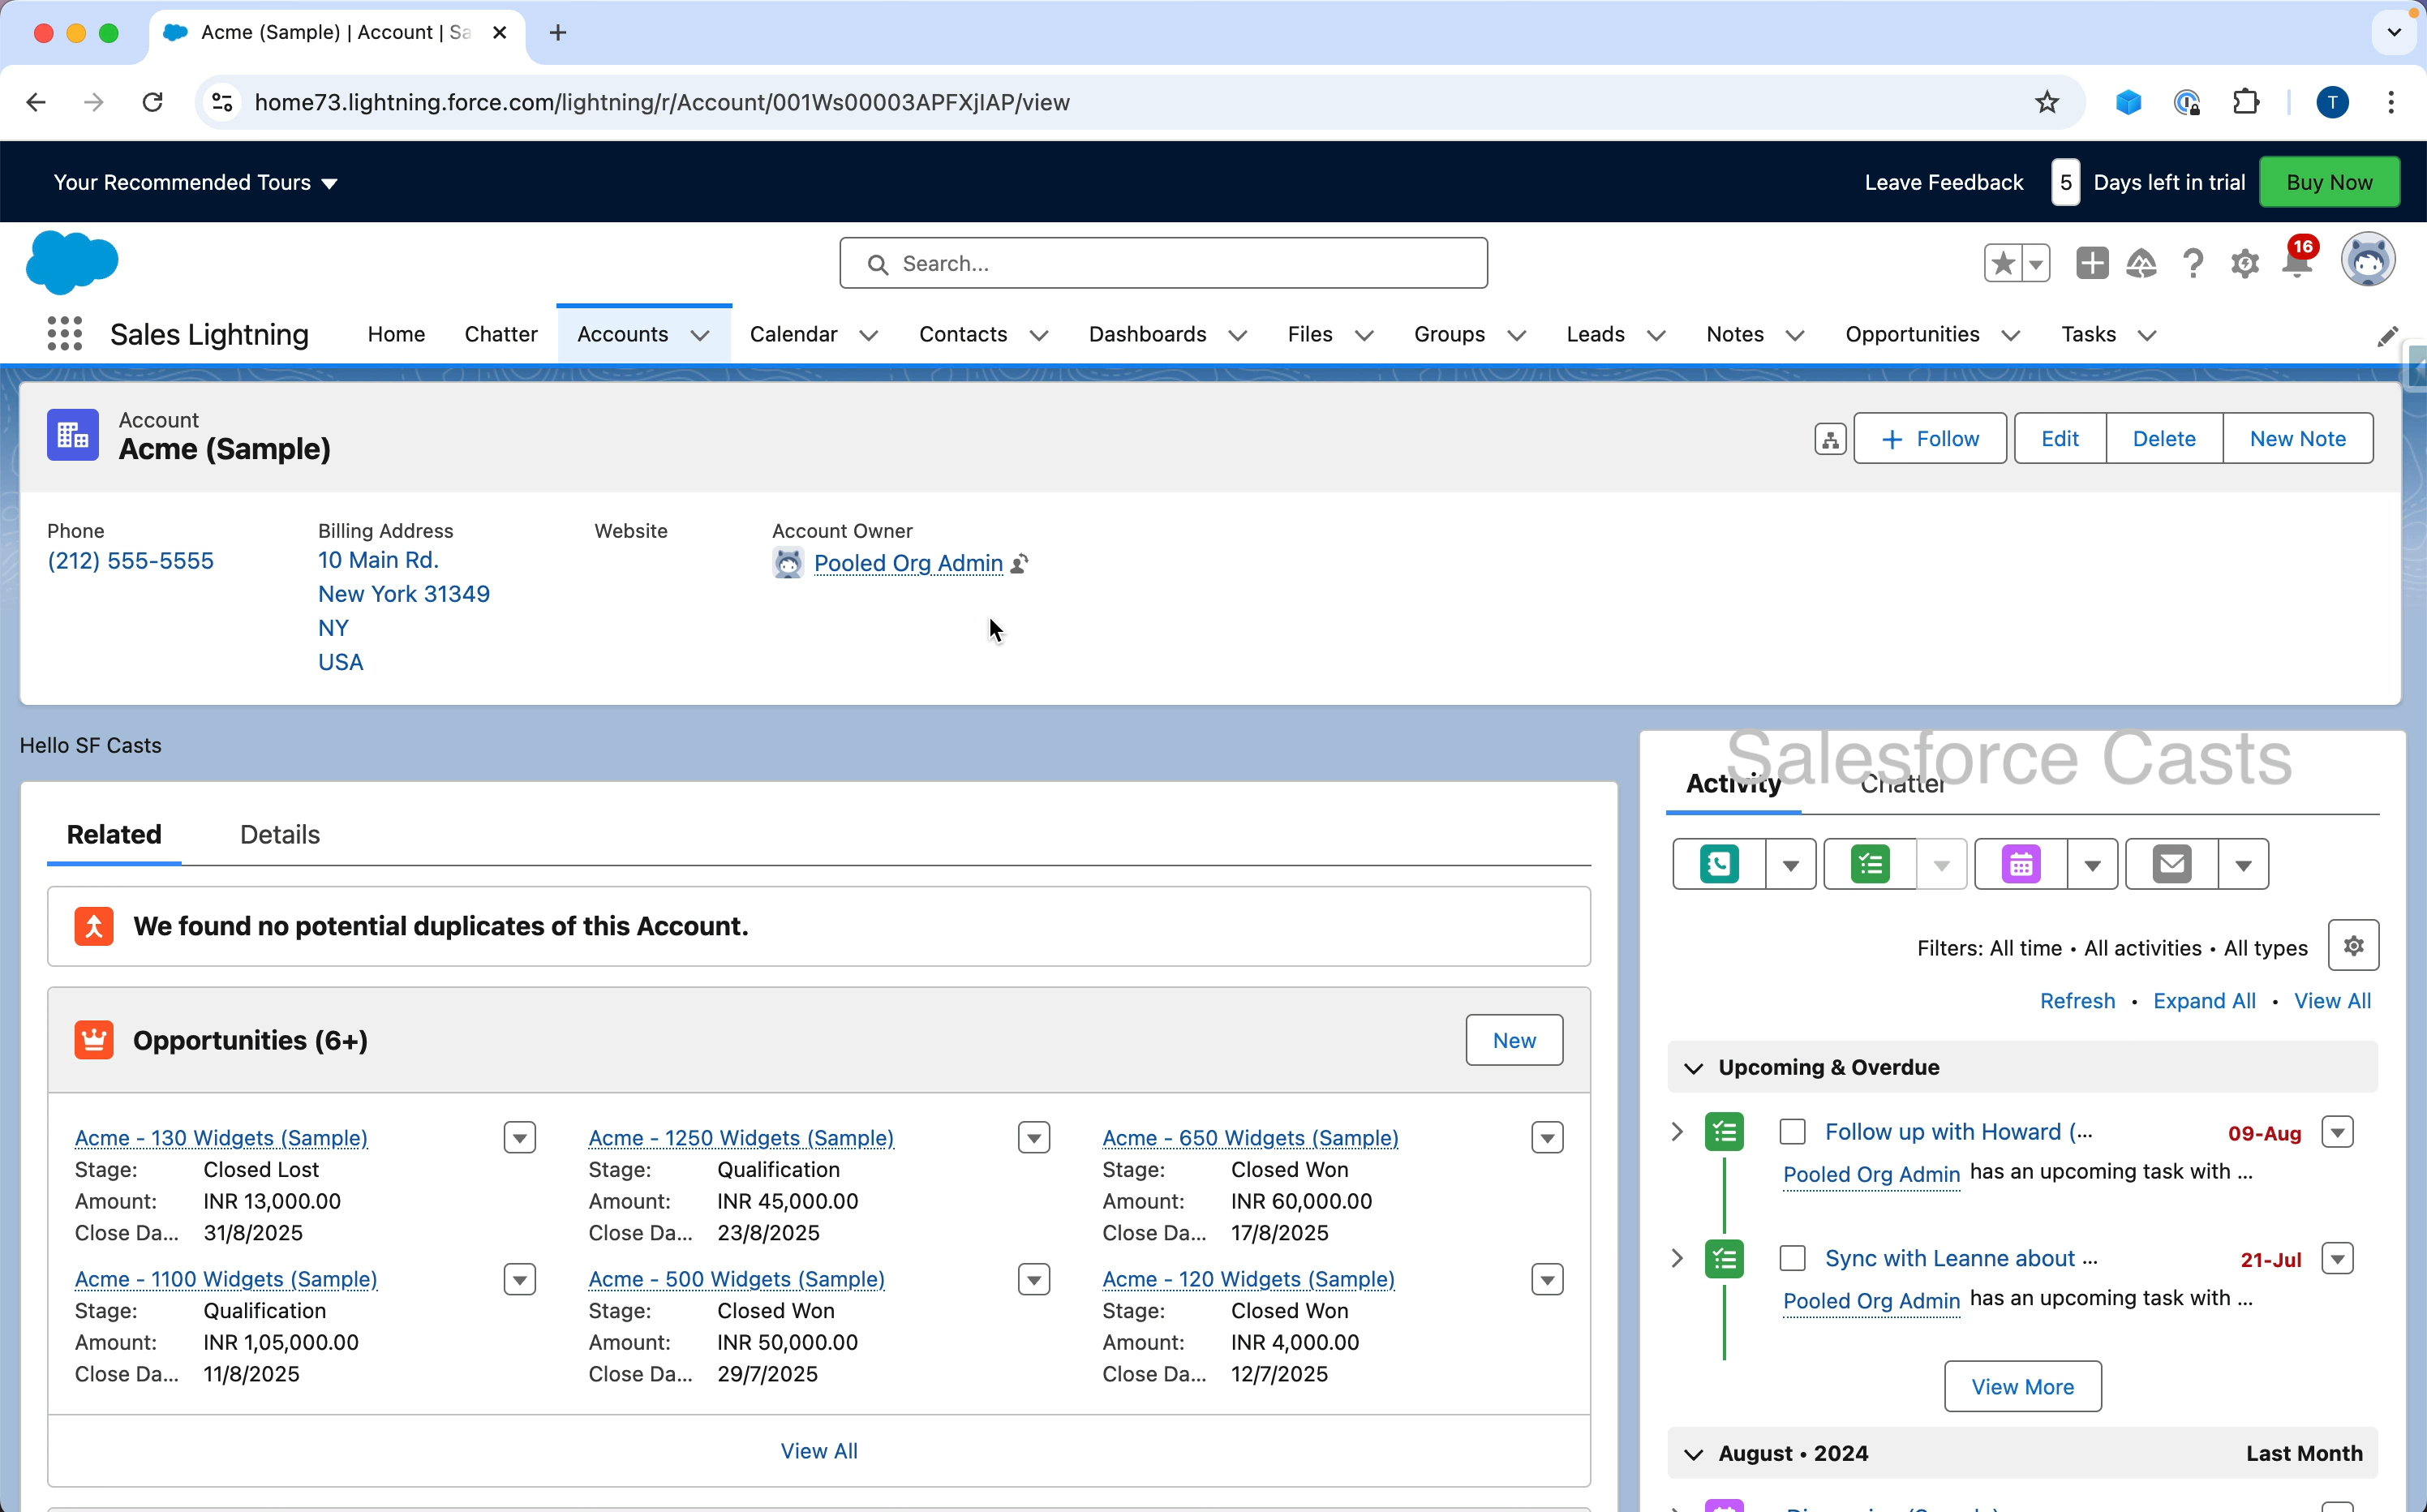 Acme (Sample) | Account | Sa
home73.lightning.force.com/lightning/r/Account/001Ws00003APFXjIAP/view
T
Your Recommended Tours
Leave Feedback 5 Days left in trial Buy Now
Search...
16
Sales Lightning Home Chatter Accounts Calendar Contacts Dashboards Files Groups Leads Notes Opportunities Tasks
Account
Acme (Sample)
Follow Edit Delete New Note
Phone Billing Address Website Account Owner
(212) 555-5555 10 Main Rd. Pooled Org Admin
New York 31349
NY
USA
Hello SF Casts
Salesforce Casts
Activity Chatter
Related Details
We found no potential duplicates of this Account.
Filters: All time • All activities • All types
Refresh • Expand All • View All
Opportunities (6+) New
Acme - 130 Widgets (Sample) Acme - 1250 Widgets (Sample) Acme - 650 Widgets (Sample)
Stage: Closed Lost Stage: Qualification Stage: Closed Won
Amount: INR 13,000.00 Amount: INR 45,000.00 Amount: INR 60,000.00
Close Da... 31/8/2025 Close Da... 23/8/2025 Close Da... 17/8/2025
Acme - 1100 Widgets (Sample) Acme - 500 Widgets (Sample) Acme - 120 Widgets (Sample)
Stage: Qualification Stage: Closed Won Stage: Closed Won
Amount: INR 1,05,000.00 Amount: INR 50,000.00 Amount: INR 4,000.00
Close Da... 11/8/2025 Close Da... 29/7/2025 Close Da... 12/7/2025
View All
Upcoming & Overdue
Follow up with Howard (... 09-Aug
Pooled Org Admin has an upcoming task with ...
Sync with Leanne about ... 21-Jul
Pooled Org Admin has an upcoming task with ...
View More
August • 2024 Last Month